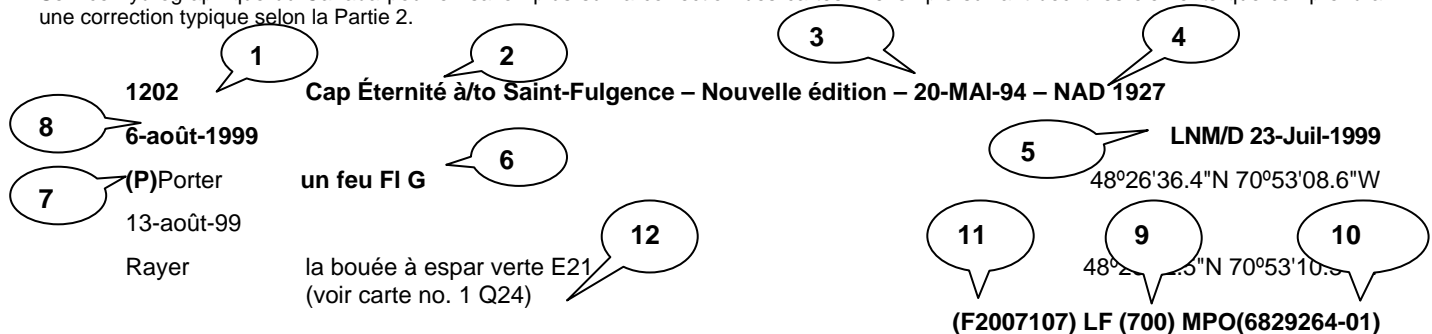 une correction typique selon la Partie 2.
1 2 3 4
1202 Cap Éternité à/to Saint-Fulgence – Nouvelle édition – 20-MAI-94 – NAD 1927
8 6-août-1999 5 LNM/D 23-Juil-1999
7 (P)Porter un feu Fl G 6 48º26'36.4"N 70º53'08.6"W
13-août-99
12 11 9 10
Rayer la bouée à espar verte E21 70º53'10.
(voir carte no. 1 Q24)
(F2007107) LF (700) MPO(6829264-01)